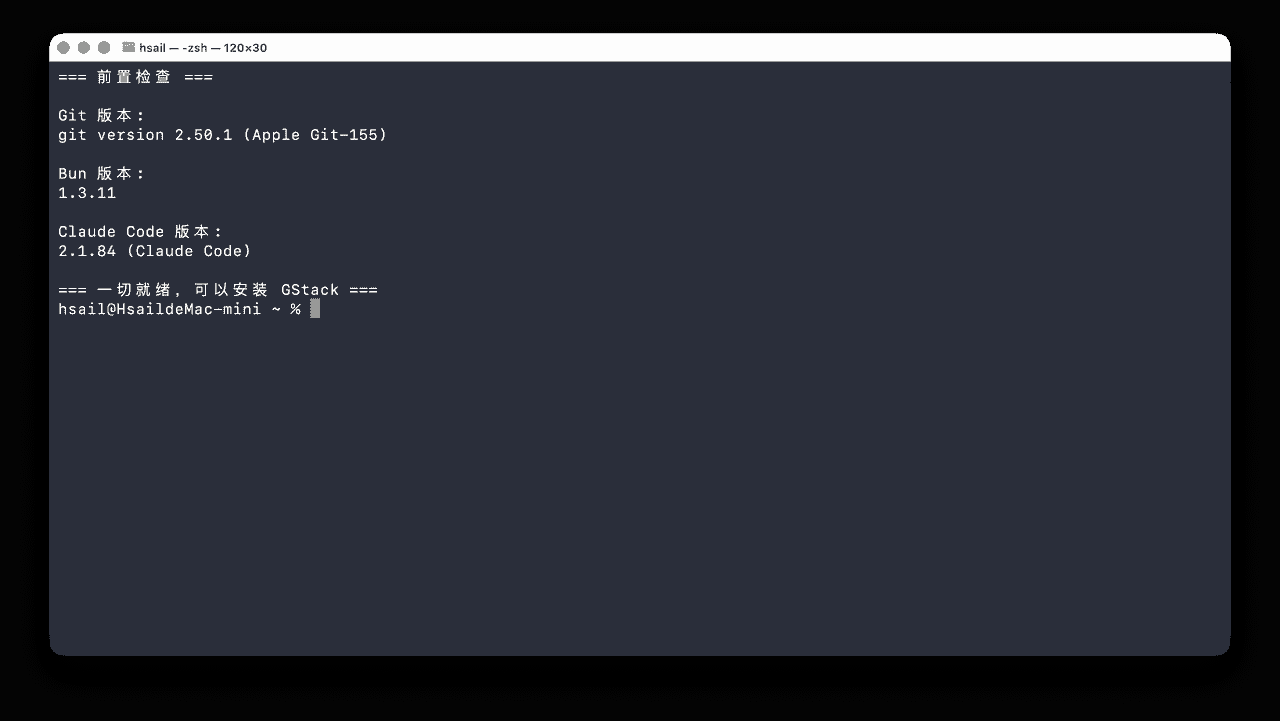 hsail — -zsh — 120×30
=== 前置检查 ===
Git 版本：
git version 2.50.1 (Apple Git-155)
Bun 版本：
1.3.11
Claude Code 版本：
2.1.84 (Claude Code)
=== 一切就绪，可以安装 GStack ===
hsail@HsaildeMac-mini ~ %